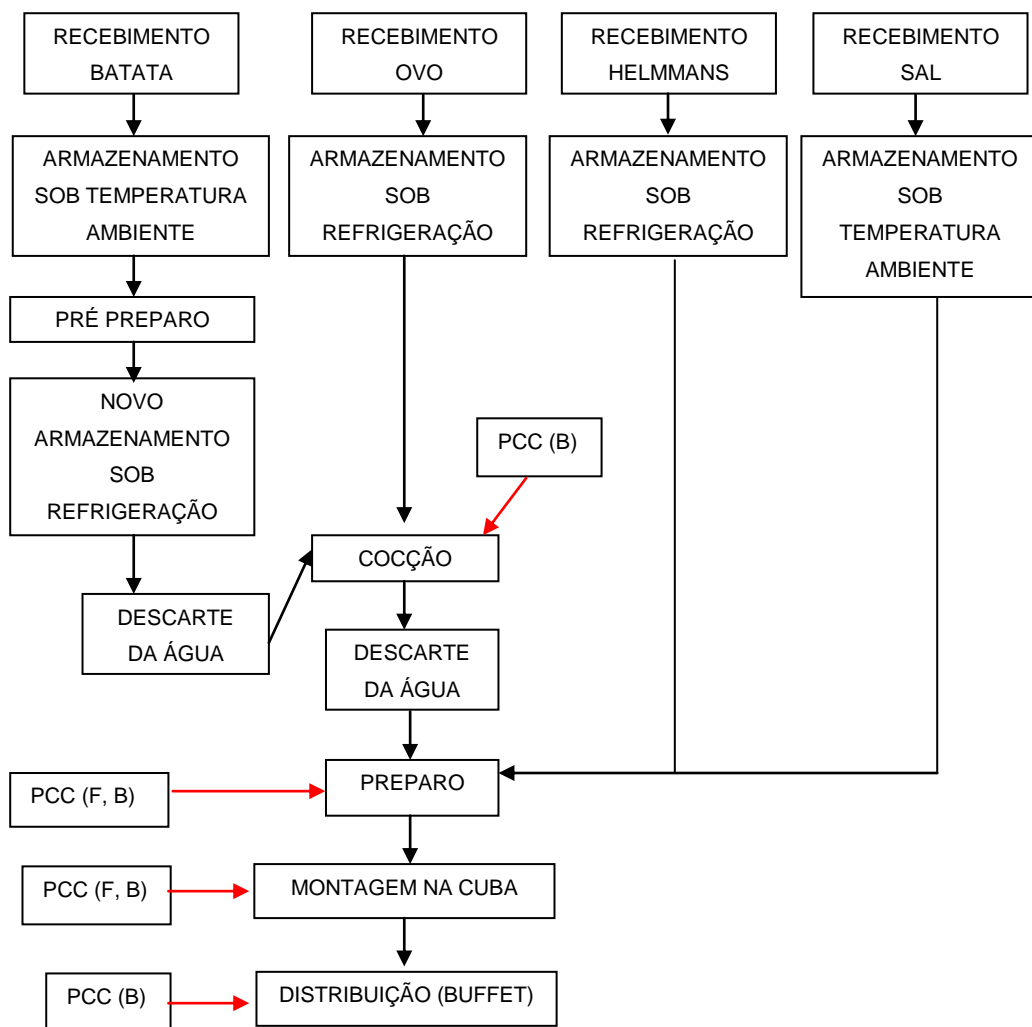 RECEBIMENTO
BATATA
RECEBIMENTO
OVO
RECEBIMENTO
HELMMANS
RECEBIMENTO
SAL
ARMAZENAMENTO
SOB TEMPERATURA
AMBIENTE
ARMAZENAMENTO
SOB
REFRIGERAÇÃO
ARMAZENAMENTO
SOB
REFRIGERAÇÃO
ARMAZENAMENTO
SOB
TEMPERATURA
AMBIENTE
PRÉ PREPARO
NOVO
ARMAZENAMENTO
SOB
REFRIGERAÇÃO
PCC (B)
COCÇÃO
DESCARTE
DA ÁGUA
DESCARTE
DA ÁGUA
PREPARO
PCC (F, B)
MONTAGEM NA CUBA
PCC (F, B)
DISTRIBUIÇÃO (BUFFET)
PCC (B)